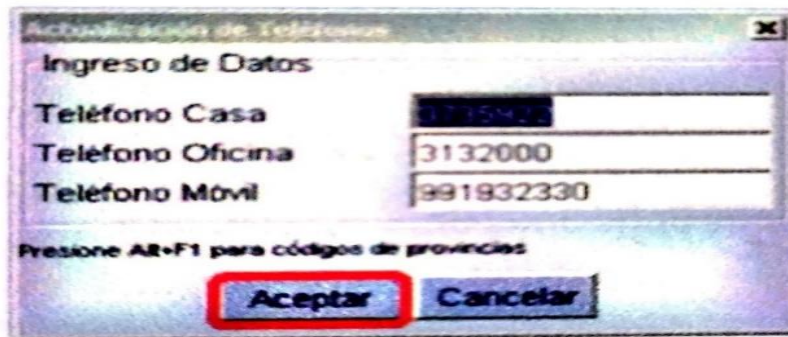 Actualización de Teléfonos
Ingreso de Datos
Teléfono Casa
Teléfono Oficina 3132000
Teléfono Móvil 991932330
Presione Alt+F1 para códigos de provincias
Aceptar Cancelar